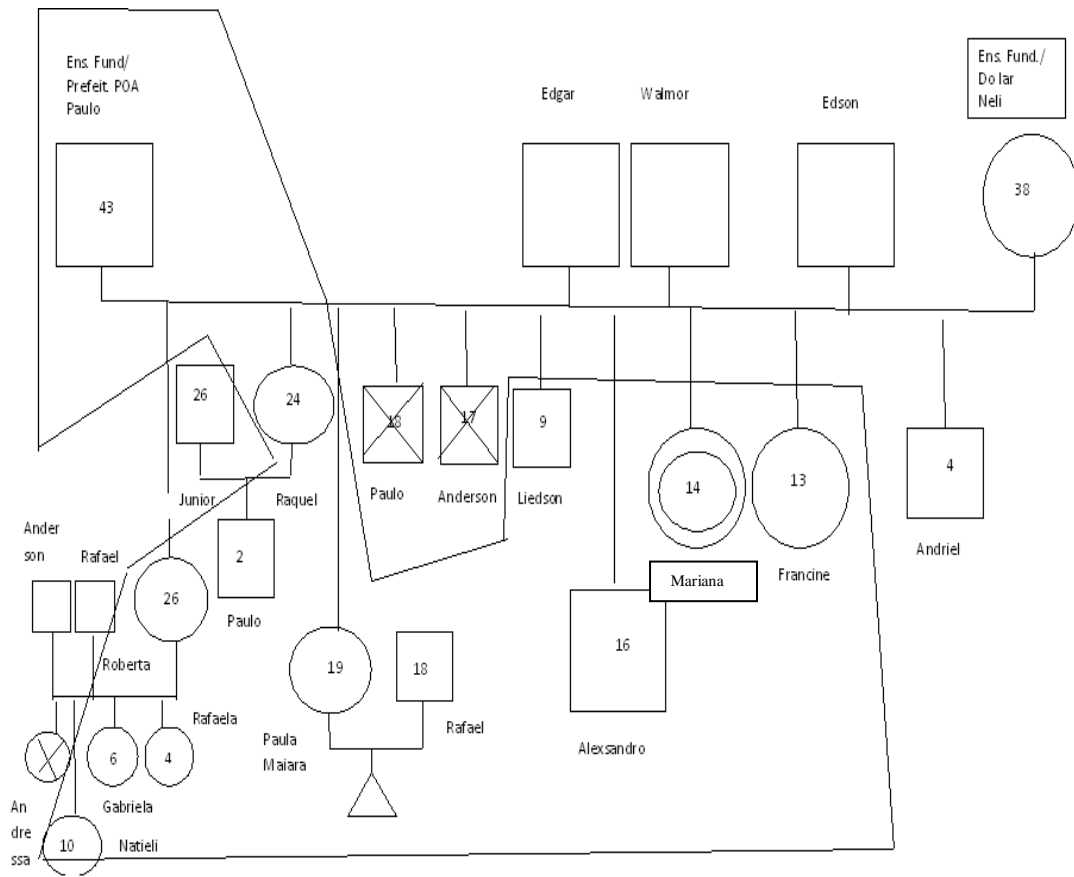 Ens. Fund/
Prefeit. POA
Paulo
43
Edgar
Walmor
Edson
Ens. Fund./
Do lar
Neli
38
26
Junior
24
Raquel
18
Paulo
17
Anderson
9
Liedson
14
Mariana
13
Francine
4
Andriel
Ander
son
Rafael
26
Roberta
2
Paulo
19
Paula
Maiara
18
Rafael
16
Alexsandro
Rafaela
6
4
Gabriela
An
dre
ssa
10
Natieli